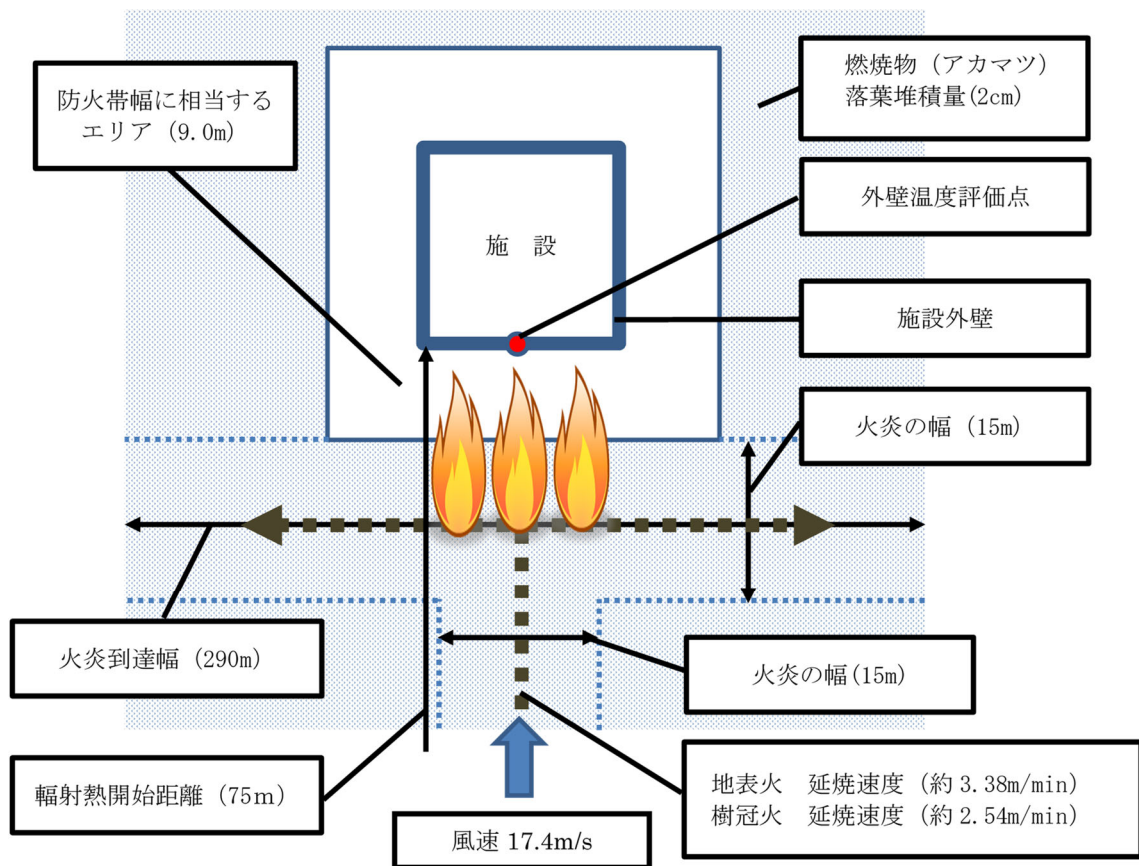 防火帯幅に相当する
エリア (9.0m)
燃焼物 (アカマツ)
落葉堆積量(2cm)
外壁温度評価点
施 設
施設外壁
火炎の幅 (15m)
火炎到達幅 (290m)
火炎の幅(15m)
輻射熱開始距離 (75m)
地表火 延焼速度 (約 3.38m/min)
樹冠火 延焼速度 (約 2.54m/min)
風速 17.4m/s